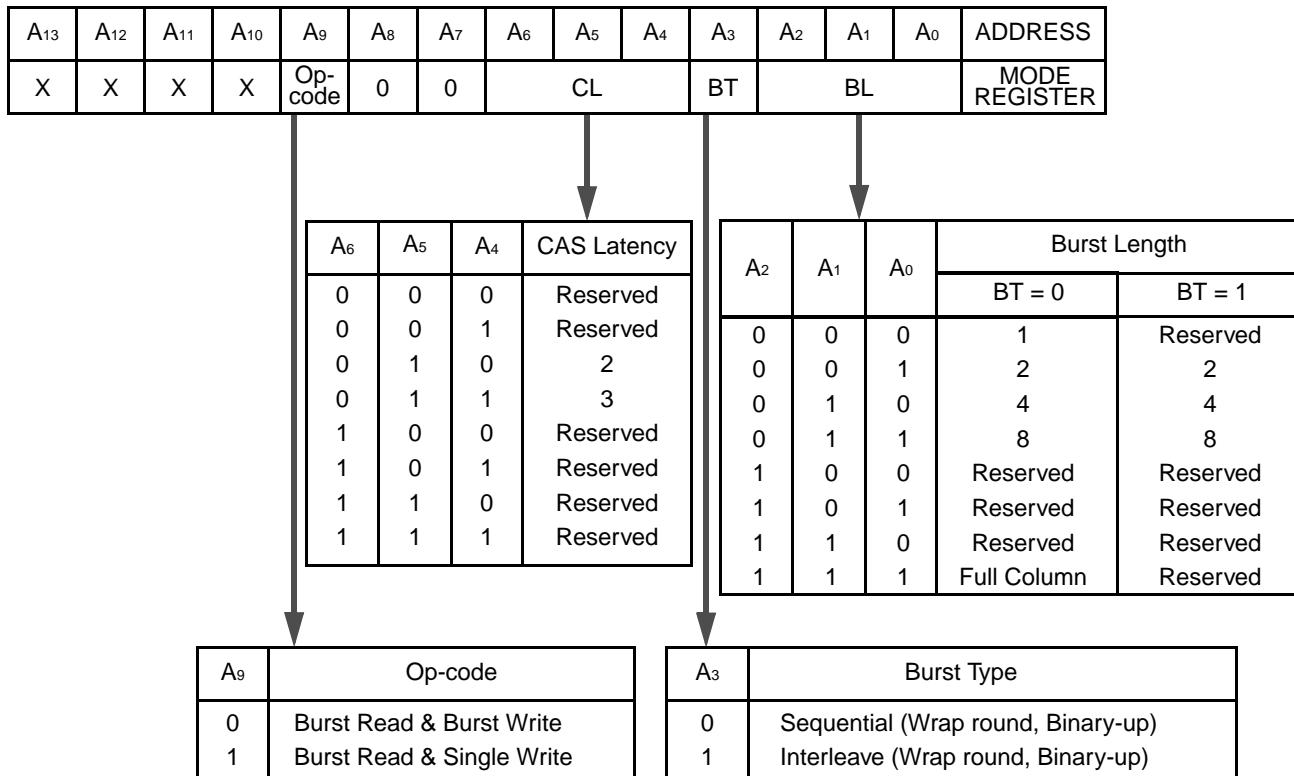 A13 A12 A11 A10 A9 A8 A7 A6 A5 A4 A3 A2 A1 A0 ADDRESS
X X X X Op-code 0 0 CL BT BL MODE REGISTER
A6 A5 A4 CAS Latency
0 0 0 Reserved
0 0 1 Reserved
0 1 0 2
0 1 1 3
1 0 0 Reserved
1 0 1 Reserved
1 1 0 Reserved
1 1 1 Reserved
A2 A1 A0 Burst Length
BT = 0 BT = 1
0 0 0 1 Reserved
0 0 1 2 2
0 1 0 4 4
0 1 1 8 8
1 0 0 Reserved Reserved
1 0 1 Reserved Reserved
1 1 0 Reserved Reserved
1 1 1 Full Column Reserved
A9 Op-code
0 Burst Read & Burst Write
1 Burst Read & Single Write
A3 Burst Type
0 Sequential (Wrap round, Binary-up)
1 Interleave (Wrap round, Binary-up)